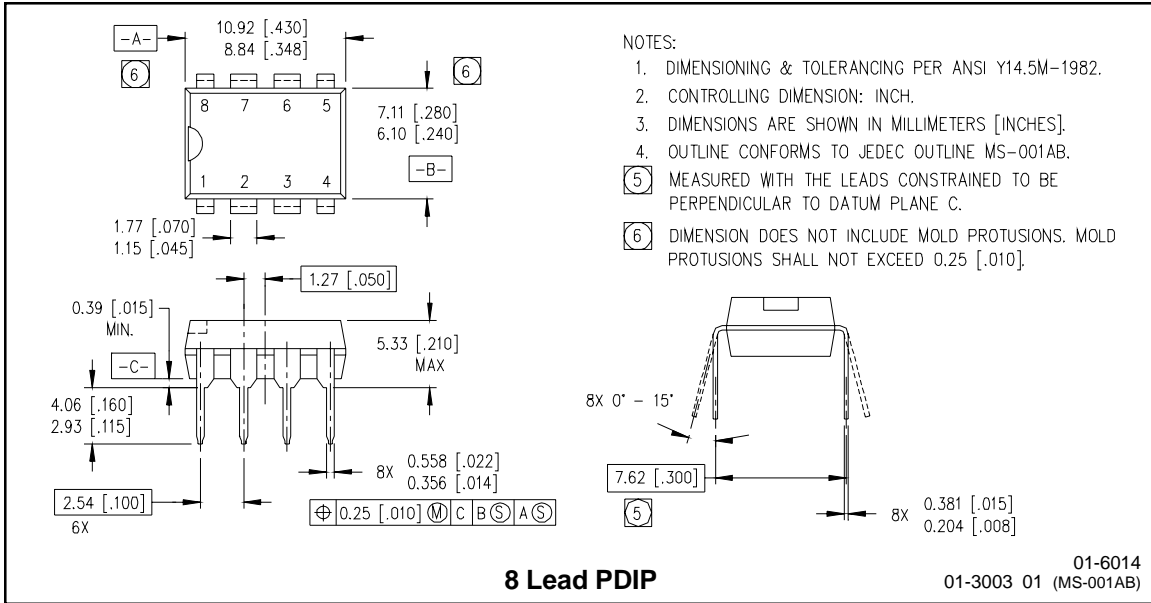 10.92 [.430]
8.84 [.348]
-A-
6
6
8 7 6 5
7.11 [.280]
6.10 [.240]
-B-
1 2 3 4
1.77 [.070]
1.15 [.045]
1.27 [.050]
0.39 [.015]
MIN.
5.33 [.210]
MAX
-C-
4.06 [.160]
2.93 [.115]
8X 0.558 [.022]
0.356 [.014]
2.54 [.100]
6X
⌖ 0.25 [.010] Ⓜ C B Ⓢ A Ⓢ
NOTES:
1. DIMENSIONING & TOLERANCING PER ANSI Y14.5M-1982.
2. CONTROLLING DIMENSION: INCH.
3. DIMENSIONS ARE SHOWN IN MILLIMETERS [INCHES].
4. OUTLINE CONFORMS TO JEDEC OUTLINE MS-001AB.
5 MEASURED WITH THE LEADS CONSTRAINED TO BE
PERPENDICULAR TO DATUM PLANE C.
6 DIMENSION DOES NOT INCLUDE MOLD PROTUSIONS. MOLD
PROTUSIONS SHALL NOT EXCEED 0.25 [.010].
8X 0° - 15°
7.62 [.300]
5
8X 0.381 [.015]
0.204 [.008]
8 Lead PDIP
01-6014
01-3003 01 (MS-001AB)